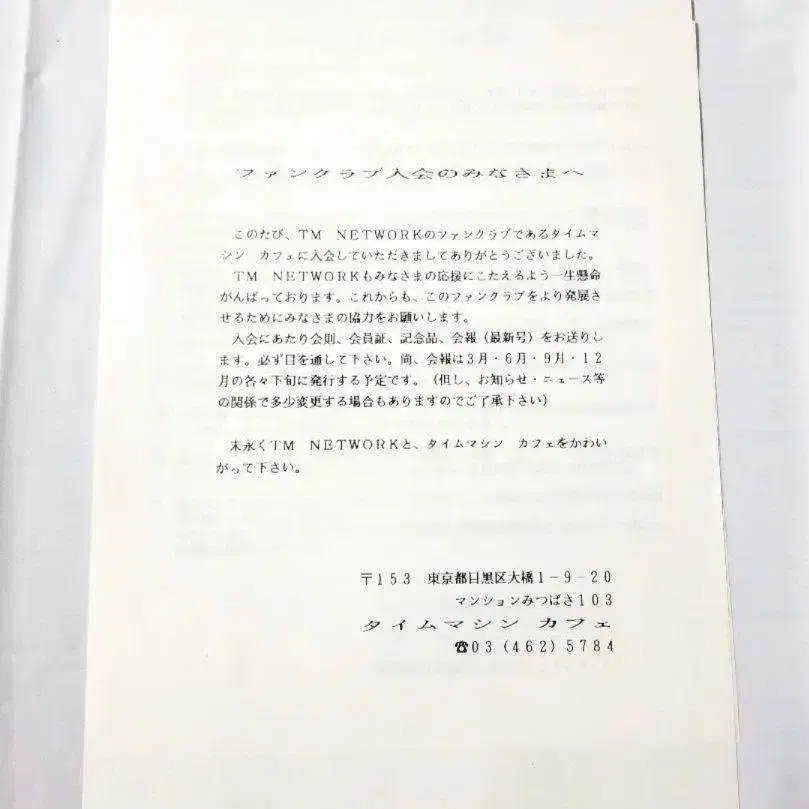 ファンクラブ入会のみなさまへ
このたび、TM NETWORKのファンクラブであるタイムマ
シン カフェに入会していただきましてありがとうございました。
TM NETWORKもみなさまの応援にこたえるよう一生懸命
がんばっております。これからも、このファンクラブをより発展さ
せるためにみなさまの協力をお願いします。
入会にあたり会則、会員証、記念品、会報(最新号)をお送りし
ます。必ず目を通して下さい。尚、会報は3月・6月・9月・12
月の各々下旬に発行する予定です。(但し、お知らせ・ニュース等
の関係で多少変更する場合もありますのでご了承下さい)
末永くTM NETWORKと、タイムマシン カフェをかわい
がって下さい。
〒153 東京都目黒区大橋1-9-20
マンションみつばさ103
タイムマシン カフェ
☎03(462)5784